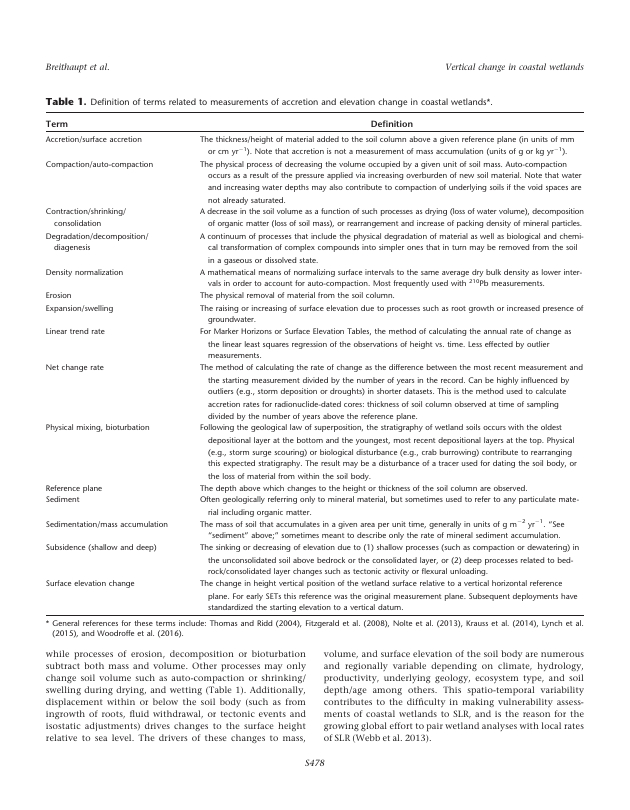 Breithaupt et al.
Vertical change in coastal wetlands
Table 1. Definition of terms related to measurements of accretion and elevation change in coastal wetlands*.
Term
Definition
Accretion/surface accretion
The thickness/height of material added to the soil column above a given reference plane (in units of mm
or cm yr−1). Note that accretion is not a measurement of mass accumulation (units of g or kg yr−1).
Compaction/auto-compaction
The physical process of decreasing the volume occupied by a given unit of soil mass. Auto-compaction
occurs as a result of the pressure applied via increasing overburden of new soil material. Note that water
and increasing water depths may also contribute to compaction of underlying soils if the void spaces are
not already saturated.
Contraction/shrinking/
consolidation
A decrease in the soil volume as a function of such processes as drying (loss of water volume), decomposition
of organic matter (loss of soil mass), or rearrangement and increase of packing density of mineral particles.
Degradation/decomposition/
diagenesis
A continuum of processes that include the physical degradation of material as well as biological and chemi-
cal transformation of complex compounds into simpler ones that in turn may be removed from the soil
in a gaseous or dissolved state.
Density normalization
A mathematical means of normalizing surface intervals to the same average dry bulk density as lower inter-
vals in order to account for auto-compaction. Most frequently used with 210Pb measurements.
Erosion
The physical removal of material from the soil column.
Expansion/swelling
The raising or increasing of surface elevation due to processes such as root growth or increased presence of
groundwater.
Linear trend rate
For Marker Horizons or Surface Elevation Tables, the method of calculating the annual rate of change as
the linear least squares regression of the observations of height vs. time. Less effected by outlier
measurements.
Net change rate
The method of calculating the rate of change as the difference between the most recent measurement and
the starting measurement divided by the number of years in the record. Can be highly influenced by
outliers (e.g., storm deposition or droughts) in shorter datasets. This is the method used to calculate
accretion rates for radionuclide-dated cores: thickness of soil column observed at time of sampling
divided by the number of years above the reference plane.
Physical mixing, bioturbation
Following the geological law of superposition, the stratigraphy of wetland soils occurs with the oldest
depositional layer at the bottom and the youngest, most recent depositional layers at the top. Physical
(e.g., storm surge scouring) or biological disturbance (e.g., crab burrowing) contribute to rearranging
this expected stratigraphy. The result may be a disturbance of a tracer used for dating the soil body, or
the loss of material from within the soil body.
Reference plane
The depth above which changes to the height or thickness of the soil column are observed.
Sediment
Often geologically referring only to mineral material, but sometimes used to refer to any particulate mate-
rial including organic matter.
Sedimentation/mass accumulation
The mass of soil that accumulates in a given area per unit time, generally in units of g m−2 yr−1. “See
“sediment” above;” sometimes meant to describe only the rate of mineral sediment accumulation.
Subsidence (shallow and deep)
The sinking or decreasing of elevation due to (1) shallow processes (such as compaction or dewatering) in
the unconsolidated soil above bedrock or the consolidated layer, or (2) deep processes related to bed-
rock/consolidated layer changes such as tectonic activity or flexural unloading.
Surface elevation change
The change in height vertical position of the wetland surface relative to a vertical horizontal reference
plane. For early SETs this reference was the original measurement plane. Subsequent deployments have
standardized the starting elevation to a vertical datum.
* General references for these terms include: Thomas and Ridd (2004), Fitzgerald et al. (2008), Nolte et al. (2013), Krauss et al. (2014), Lynch et al.
(2015), and Woodroffe et al. (2016).
while processes of erosion, decomposition or bioturbation
subtract both mass and volume. Other processes may only
change soil volume such as auto-compaction or shrinking/
swelling during drying, and wetting (Table 1). Additionally,
displacement within or below the soil body (such as from
ingrowth of roots, fluid withdrawal, or tectonic events and
isostatic adjustments) drives changes to the surface height
relative to sea level. The drivers of these changes to mass,
volume, and surface elevation of the soil body are numerous
and regionally variable depending on climate, hydrology,
productivity, underlying geology, ecosystem type, and soil
depth/age among others. This spatio-temporal variability
contributes to the difficulty in making vulnerability assess-
ments of coastal wetlands to SLR, and is the reason for the
growing global effort to pair wetland analyses with local rates
of SLR (Webb et al. 2013).
S478